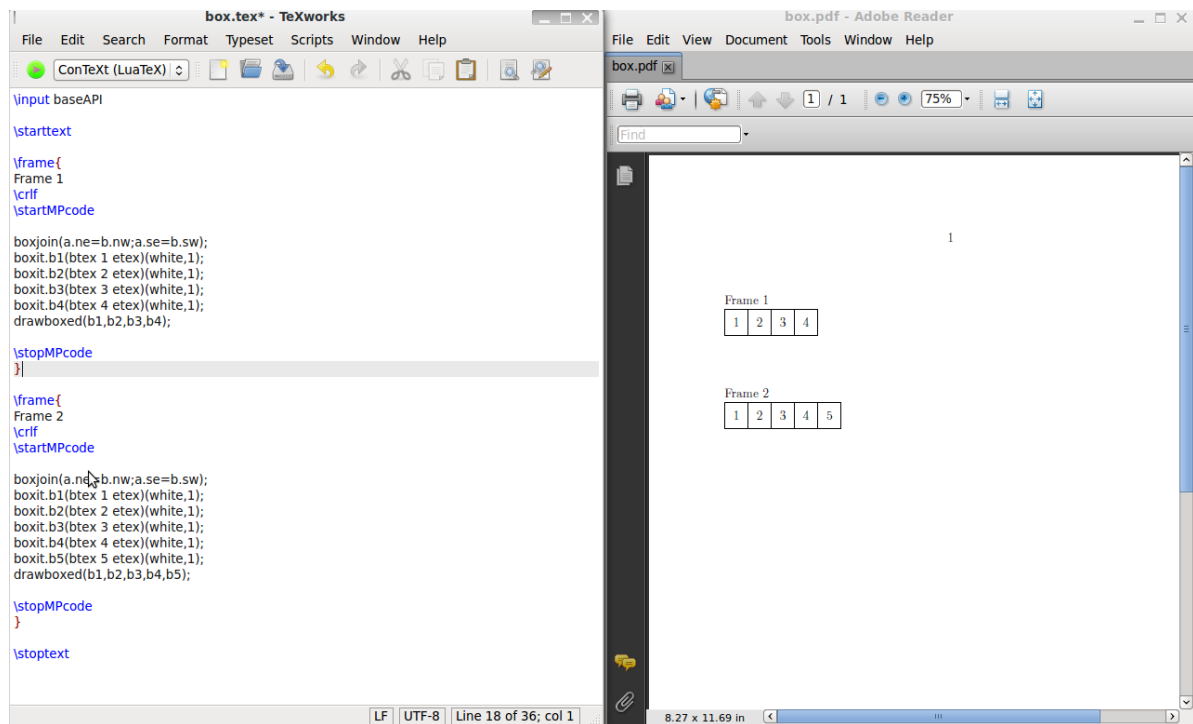 box.tex* - TeXworks
File Edit Search Format Typeset Scripts Window Help
ConTeXt (LuaTeX)
\input baseAPI
\starttext
\frame{
Frame 1
\crlf
\startMPcode
boxjoin(a.ne=b.nw;a.se=b.sw);
boxit.b1(btex 1 etex)(white,1);
boxit.b2(btex 2 etex)(white,1);
boxit.b3(btex 3 etex)(white,1);
boxit.b4(btex 4 etex)(white,1);
drawboxed(b1,b2,b3,b4);
\stopMPcode
}
\frame{
Frame 2
\crlf
\startMPcode
boxjoin(a.ne=b.nw;a.se=b.sw);
boxit.b1(btex 1 etex)(white,1);
boxit.b2(btex 2 etex)(white,1);
boxit.b3(btex 3 etex)(white,1);
boxit.b4(btex 4 etex)(white,1);
boxit.b5(btex 5 etex)(white,1);
drawboxed(b1,b2,b3,b4,b5);
\stopMPcode
}
\stoptext
LF UTF-8 Line 18 of 36; col 1
box.pdf - Adobe Reader
File Edit View Document Tools Window Help
box.pdf
1 / 1 75%
Find
1
Frame 1
1 2 3 4
Frame 2
1 2 3 4 5
8.27 x 11.69 in